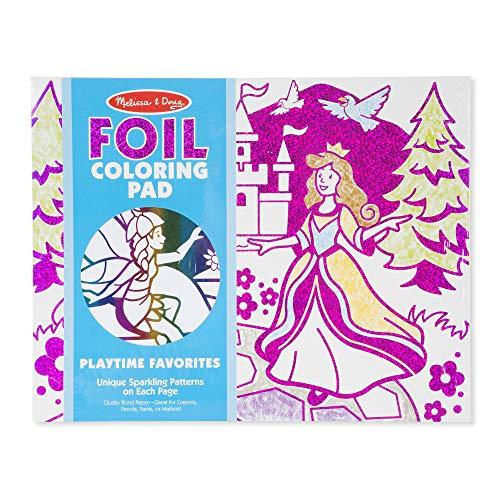 Melissa & Doug
FOIL
COLORING
PAD
PLAYTIME FAVORITES
Unique Sparkling Patterns
on Each Page
Quality Bond Paper—Great for Crayons,
Pencils, Paints, or Markers!